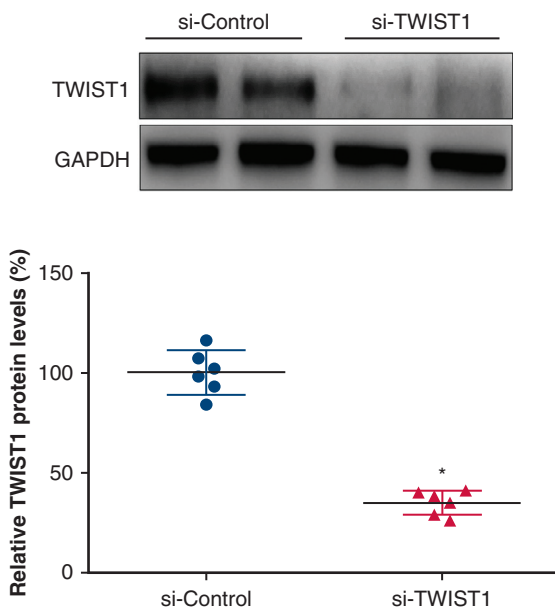 si-Control si-TWIST1
TWIST1
GAPDH
Relative TWIST1 protein levels (%)
150
100
50
0
*
si-Control si-TWIST1